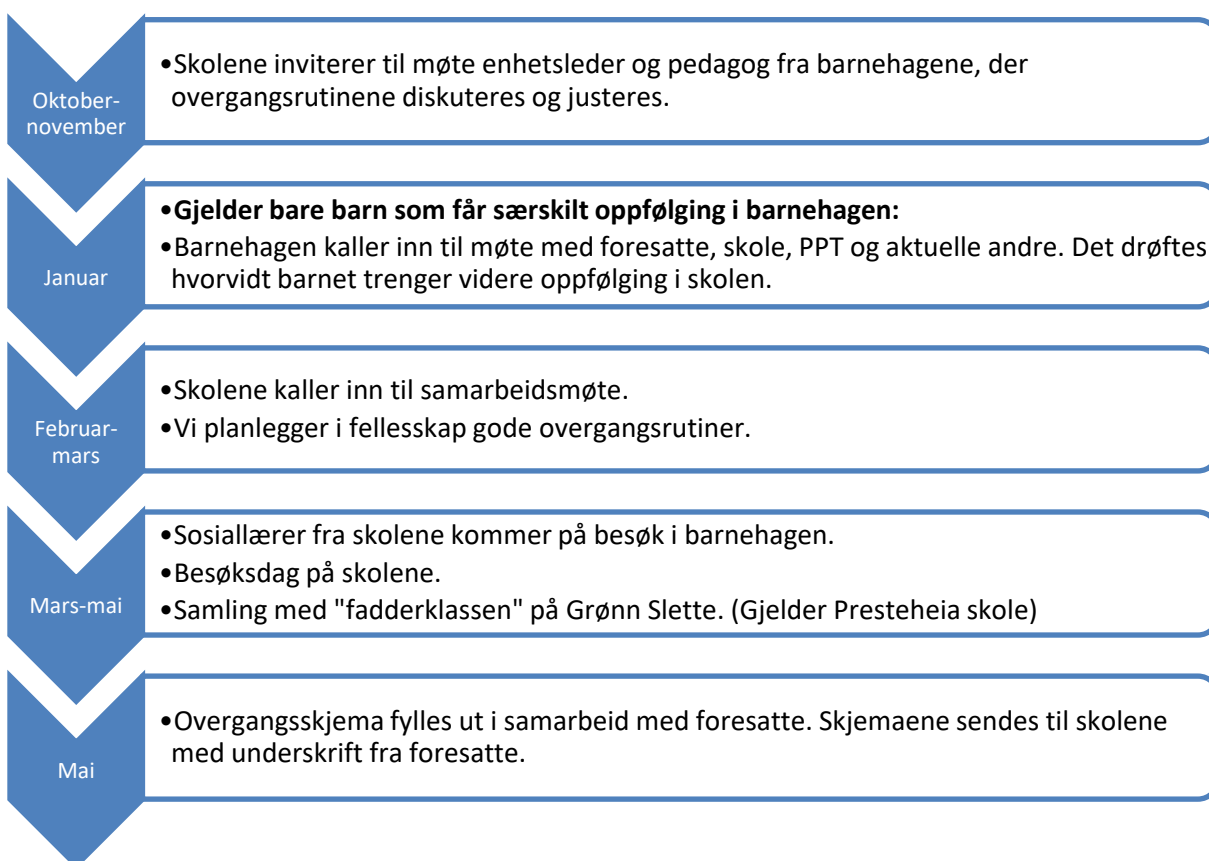 Oktober-
november
•Skolene inviterer til møte enhetsleder og pedagog fra barnehagene, der
overgangsrutinene diskuteres og justeres.
Januar
•Gjelder bare barn som får særskilt oppfølging i barnehagen:
•Barnehagen kaller inn til møte med foresatte, skole, PPT og aktuelle andre. Det drøftes
hvorvidt barnet trenger videre oppfølging i skolen.
Februar-
mars
•Skolene kaller inn til samarbeidsmøte.
•Vi planlegger i fellesskap gode overgangsrutiner.
Mars-mai
•Sosiallærer fra skolene kommer på besøk i barnehagen.
•Besøksdag på skolene.
•Samling med "fadderklassen" på Grønn Slette. (Gjelder Presteheia skole)
Mai
•Overgangsskjema fylles ut i samarbeid med foresatte. Skjemaene sendes til skolene
med underskrift fra foresatte.